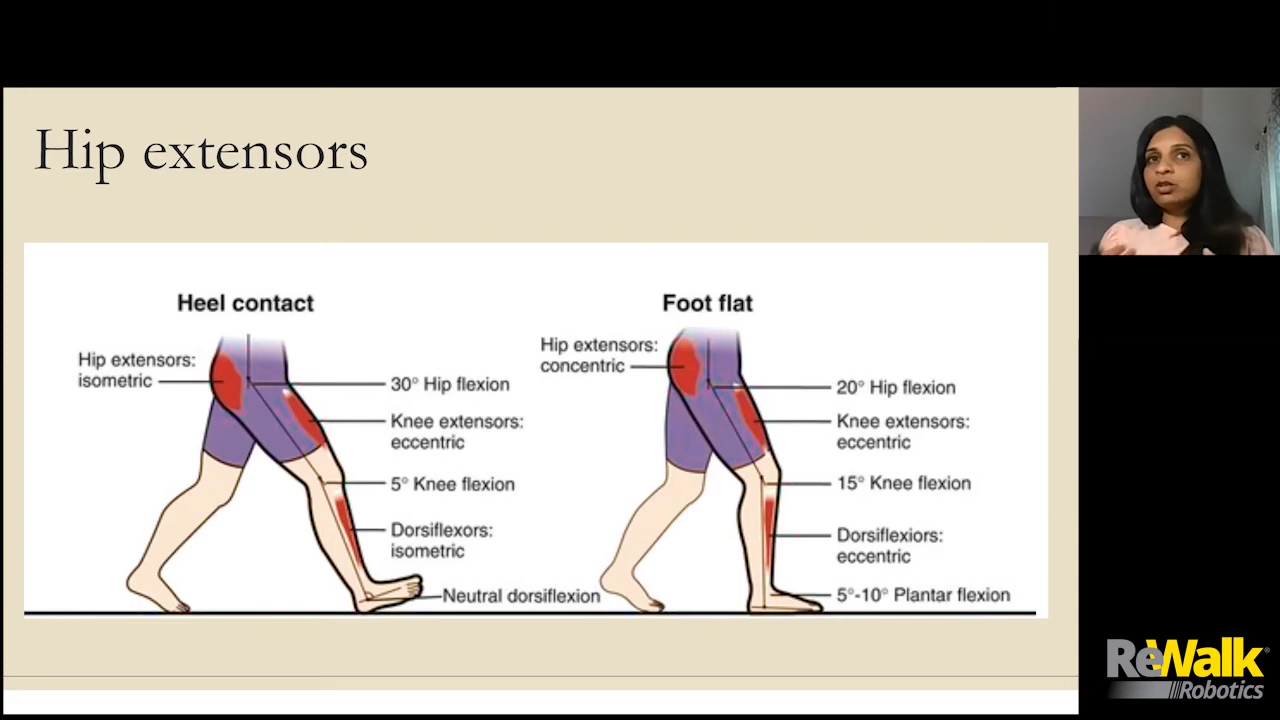 Hip extensors
Heel contact
Hip extensors:
isometric
30° Hip flexion
Knee extensors:
eccentric
5° Knee flexion
Dorsiflexors:
isometric
Neutral dorsiflexion
Foot flat
Hip extensors:
concentric
20° Hip flexion
Knee extensors:
eccentric
15° Knee flexion
Dorsiflexiors:
eccentric
5°-10° Plantar flexion
ReWalk®
Robotics